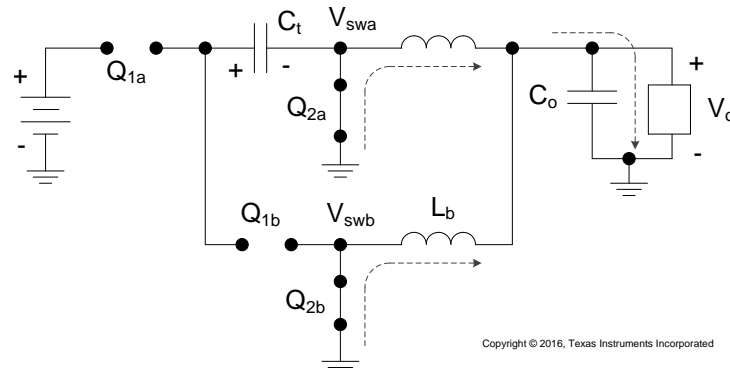 Ct
Vswa
+
Q1a
+
-
+
-
Q2a
Co
+
Vo
-
Q1b
Vswb
Lb
Q2b
Copyright © 2016, Texas Instruments Incorporated